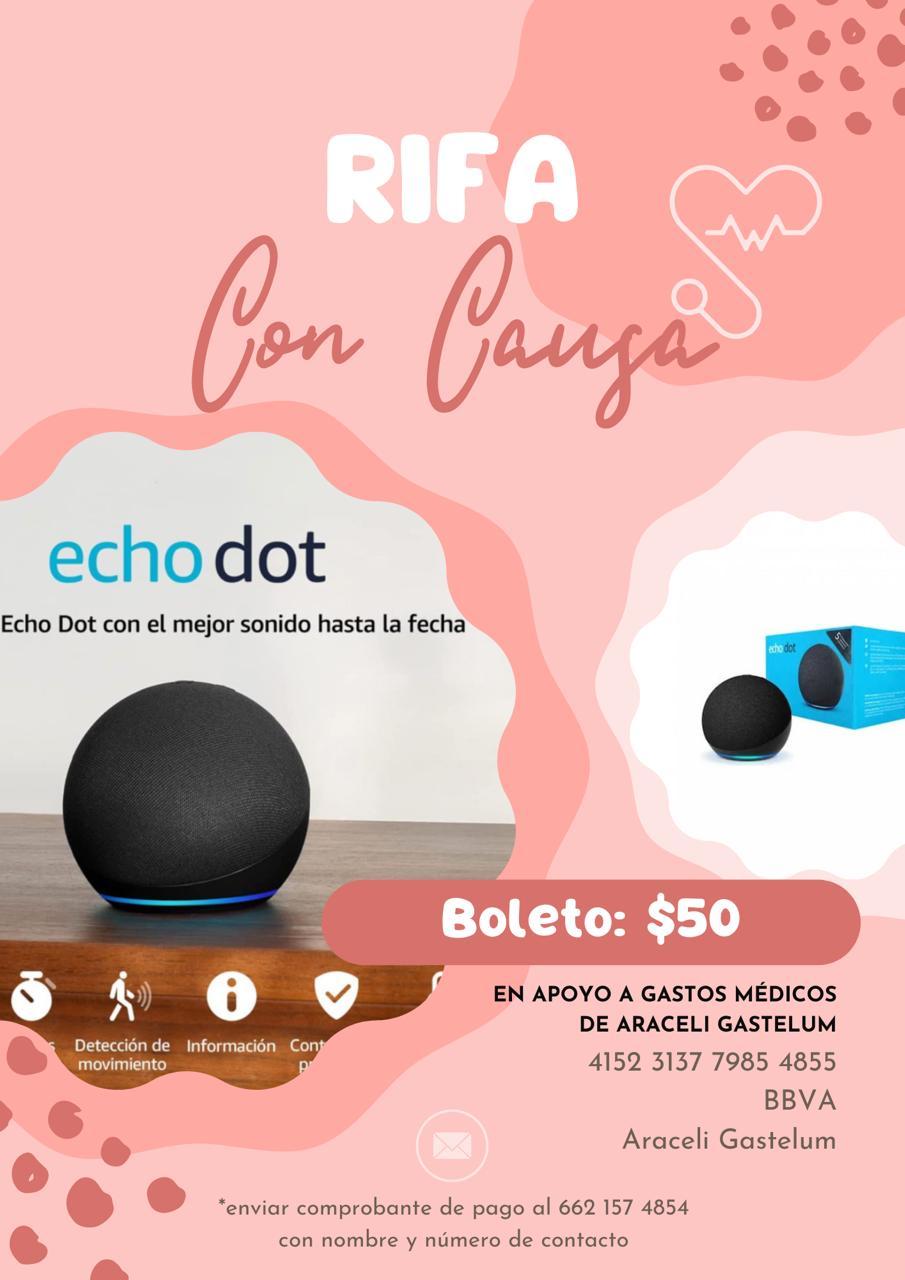 RIFA
Con Causa
echo dot
Echo Dot con el mejor sonido hasta la fecha
echo dot
Boleto: $50
EN APOYO A GASTOS MÉDICOS
DE ARACELI GASTELUM
4152 3137 7985 4855
BBVA
Araceli Gastelum
Detección de
movimiento
Información
*enviar comprobante de pago al 662 157 4854
con nombre y número de contacto